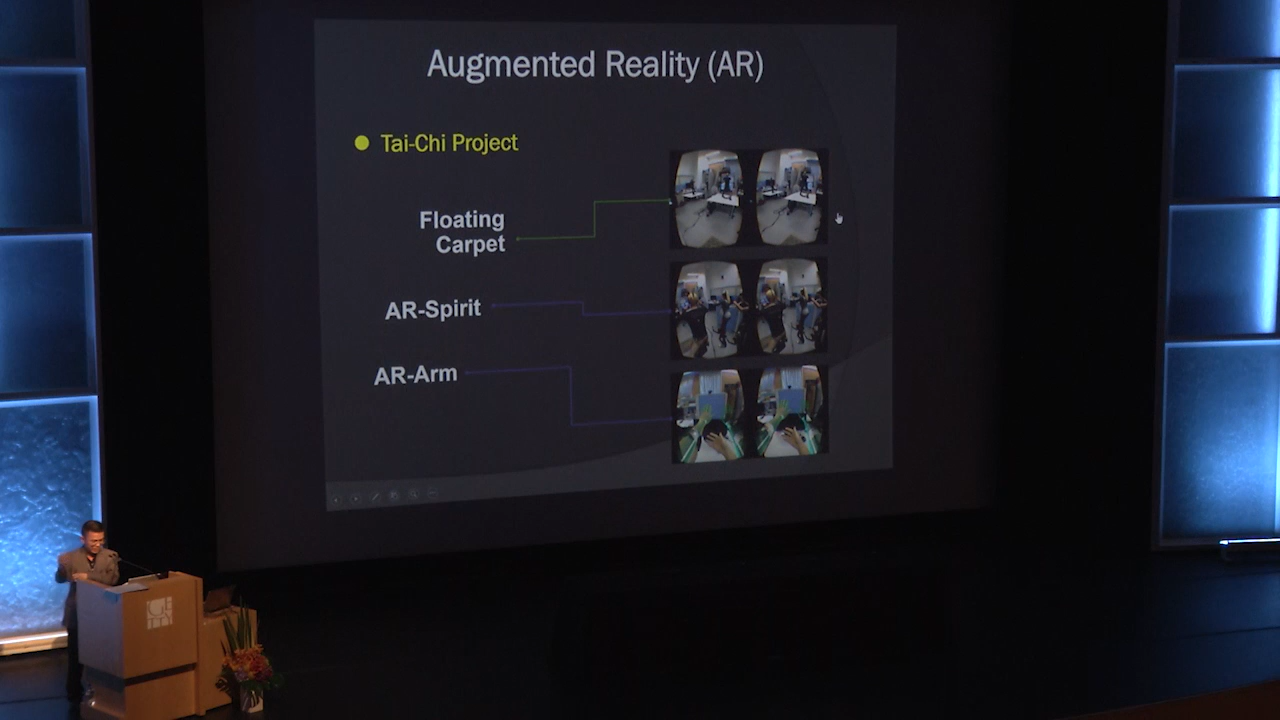 Augmented Reality (AR)
Tai-Chi Project
Floating
Carpet
AR-Spirit
AR-Arm